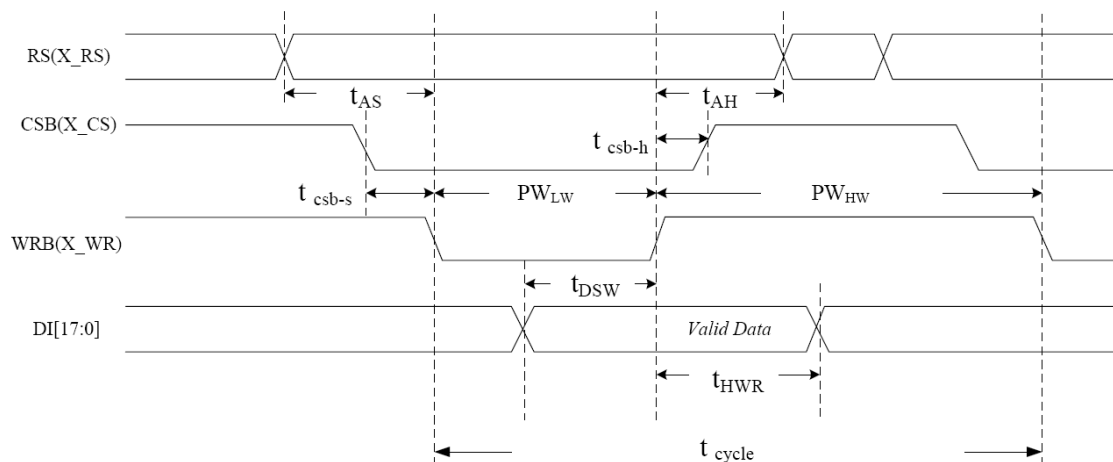 RS(X_RS)
tAS
tAH
CSB(X_CS)
t csb-h
t csb-s
PWLW
PWHW
WRB(X_WR)
tDSW
DI[17:0]
Valid Data
tHWR
t cycle